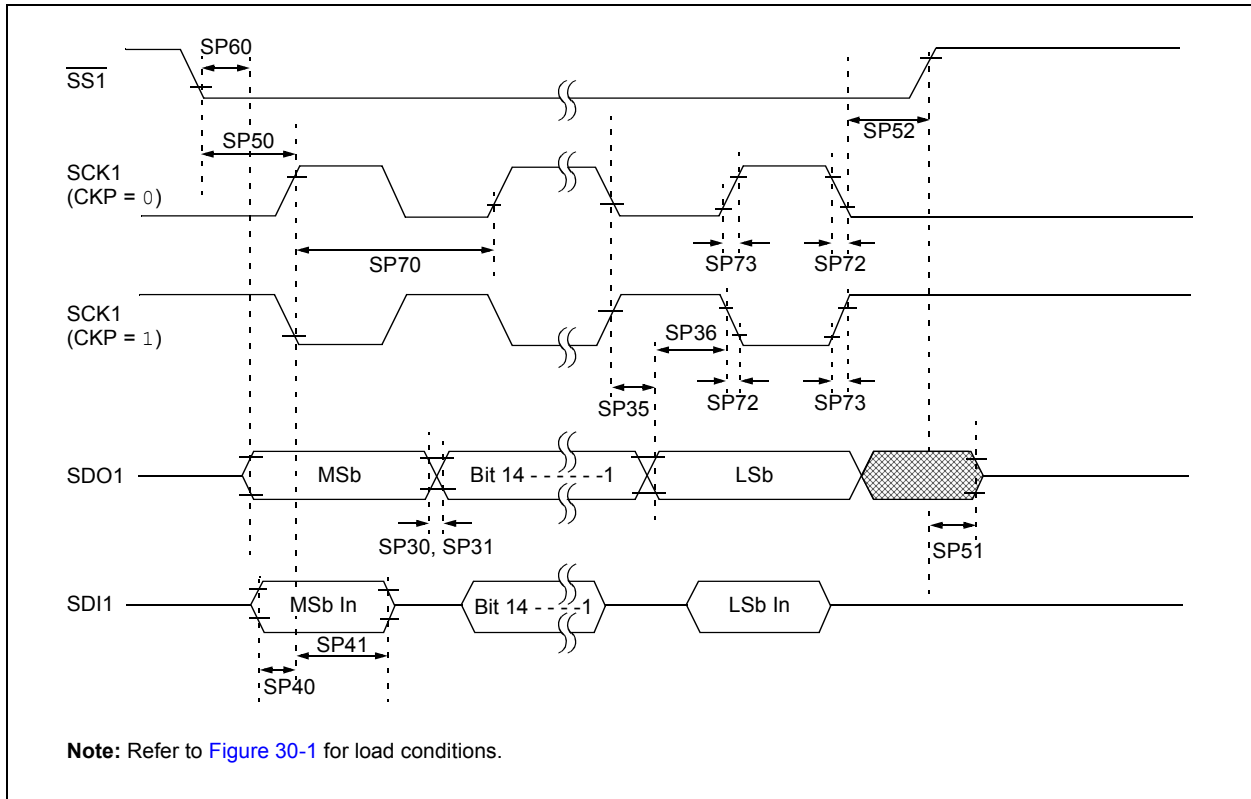 SP60
SS1
SP50
SP52
SCK1
(CKP = 0)
SP70
SP73
SP72
SCK1
(CKP = 1)
SP36
SP35
SP72
SP73
SDO1
MSb
Bit 14 - - - - - -1
LSb
SP30, SP31
SP51
SDI1
MSb In
Bit 14 - - - -1
LSb In
SP41
SP40
Note: Refer to Figure 30-1 for load conditions.